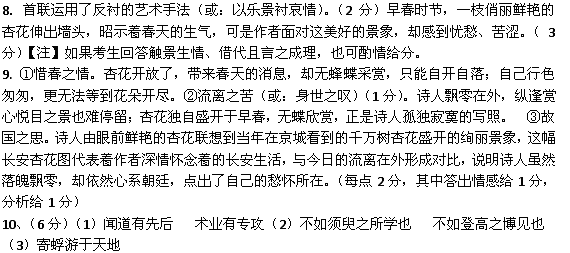 8. 首联运用了反衬的艺术手法（或：以乐景衬哀情）。（2 分）早春时节，一枝俏丽鲜艳的
杏花伸出墙头，昭示着春天的生气，可是作者面对这美好的景象，却感到忧愁、苦涩。（ 3
分）【注】如果考生回答触景生情、借代且言之成理，也可酌情给分。
9. ①惜春之情。杏花开放了，带来春天的消息，却无蜂蝶采赏，只能自开自落；自己行色
匆匆，更无法等到花朵开尽。②流离之苦（或：身世之叹）（1 分）。诗人飘零在外，纵逢赏
心悦目之景也难停留；杏花独自盛开于早春，无蝶欣赏，正是诗人孤独寂寞的写照。 ③故
国之思。诗人由眼前鲜艳的杏花联想到当年在京城看到的千万树杏花盛开的绚丽景象，这幅
长安杏花图代表着作者深情怀念着的长安生活，与今日的流离在外形成对比，说明诗人虽然
落魄飘零，却依然心系朝廷，点出了自己的愁怀所在。（每点 2 分，其中答出情感给 1 分，
分析给 1 分）
10、（6 分）（1）闻道有先后 术业有专攻（2）不如须臾之所学也 不如登高之博见也
（3）寄蜉游于天地